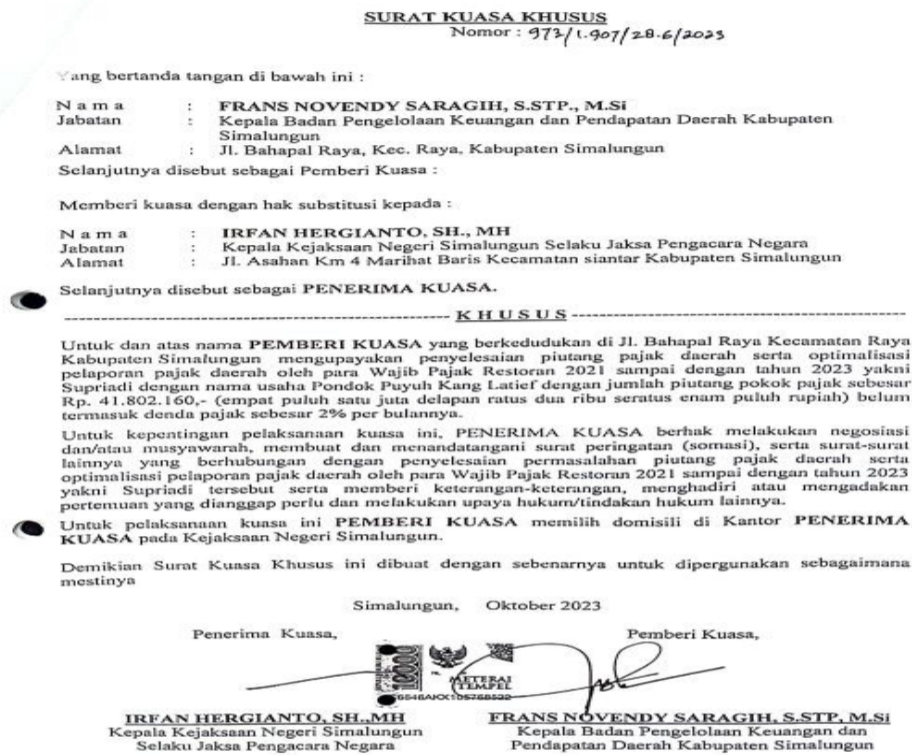 SURAT KUASA KHUSUS
Nomor : 973/1.907/28.6/2023
Yang bertanda tangan di bawah ini :
N a m a : FRANS NOVENDY SARAGIH, S.STP., M.Si
Jabatan : Kepala Badan Pengelolaan Keuangan dan Pendapatan Daerah Kabupaten
Simalungun
Alamat : Jl. Bahapal Raya, Kec. Raya, Kabupaten Simalungun
Selanjutnya disebut sebagai Pemberi Kuasa :
Memberi kuasa dengan hak substitusi kepada :
N a m a : IRFAN HERGIANTO, SH., MH
Jabatan : Kepala Kejaksaan Negeri Simalungun Selaku Jaksa Pengacara Negara
Alamat : Jl. Asahan Km 4 Marihat Baris Kecamatan siantar Kabupaten Simalungun
Selanjutnya disebut sebagai PENERIMA KUASA.
K H U S U S
Untuk dan atas nama PEMBERI KUASA yang berkedudukan di Jl. Bahapal Raya Kecamatan Raya
Kabupaten Simalungun mengupayakan penyelesaian piutang pajak daerah serta optimalisasi
pelaporan pajak daerah oleh para Wajib Pajak Restoran 2021 sampai dengan tahun 2023 yakni
Supriadi dengan nama usaha Pondok Puyuh Kang Latief dengan jumlah piutang pokok pajak sebesar
Rp. 41.802.160,- (empat puluh satu juta delapan ratus dua ribu seratus enam puluh rupiah) belum
termasuk denda pajak sebesar 2% per bulannya.
Untuk kepentingan pelaksanaan kuasa ini, PENERIMA KUASA berhak melakukan negosiasi
dan/atau musyawarah, membuat dan menandatangani surat peringatan (somasi), serta surat-surat
lainnya yang berhubungan dengan penyelesaian permasalahan piutang pajak daerah serta
optimalisasi pelaporan pajak daerah oleh para Wajib Pajak Restoran 2021 sampai dengan tahun 2023
yakni Supriadi tersebut serta memberi keterangan-keterangan, menghadiri atau mengadakan
pertemuan yang dianggap perlu dan melakukan upaya hukum/tindakan hukum lainnya.
Untuk pelaksanaan kuasa ini PEMBERI KUASA memilih domisili di Kantor PENERIMA
KUASA pada Kejaksaan Negeri Simalungun.
Demikian Surat Kuasa Khusus ini dibuat dengan sebenarnya untuk dipergunakan sebagaimana
mestinya
Simalungun, Oktober 2023
Penerima Kuasa, Pemberi Kuasa,
10000
METERAI
TEMPEL
IRFAN HERGIANTO, SH.,MH FRANS NOVENDY SARAGIH, S.STP, M.Si
Kepala Kejaksaan Negeri Simalungun Kepala Badan Pengelolaan Keuangan dan
Selaku Jaksa Pengacara Negara Pendapatan Daerah Kabupaten Simalungun